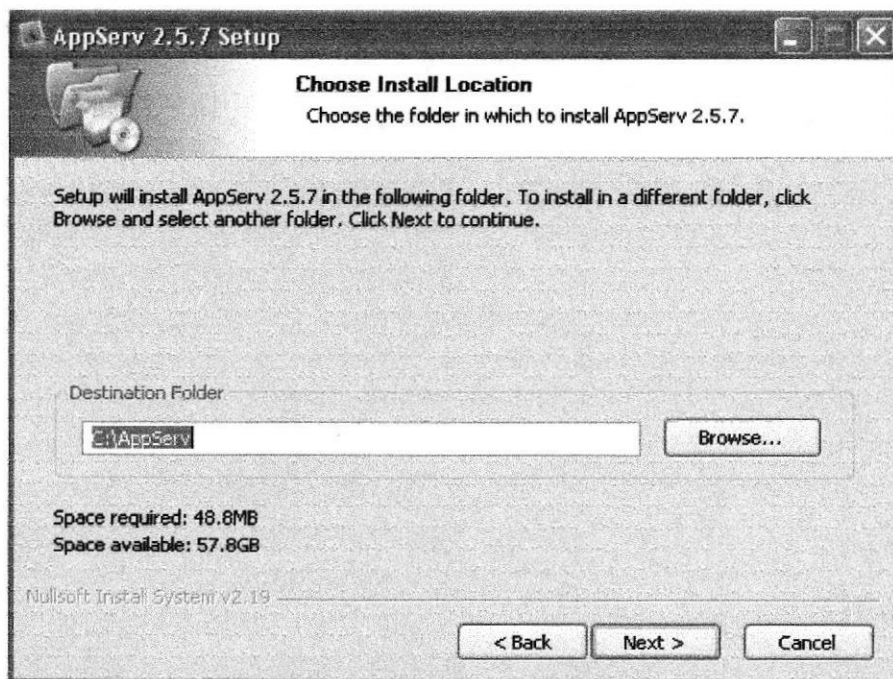 AppServ 2.5.7 Setup
Choose Install Location
Choose the folder in which to install AppServ 2.5.7.
Setup will install AppServ 2.5.7 in the following folder. To install in a different folder, click
Browse and select another folder. Click Next to continue.
Destination Folder
C:\AppServ
Browse...
Space required: 48.8MB
Space available: 57.8GB
Nullsoft Install System v2.19
< Back
Next >
Cancel